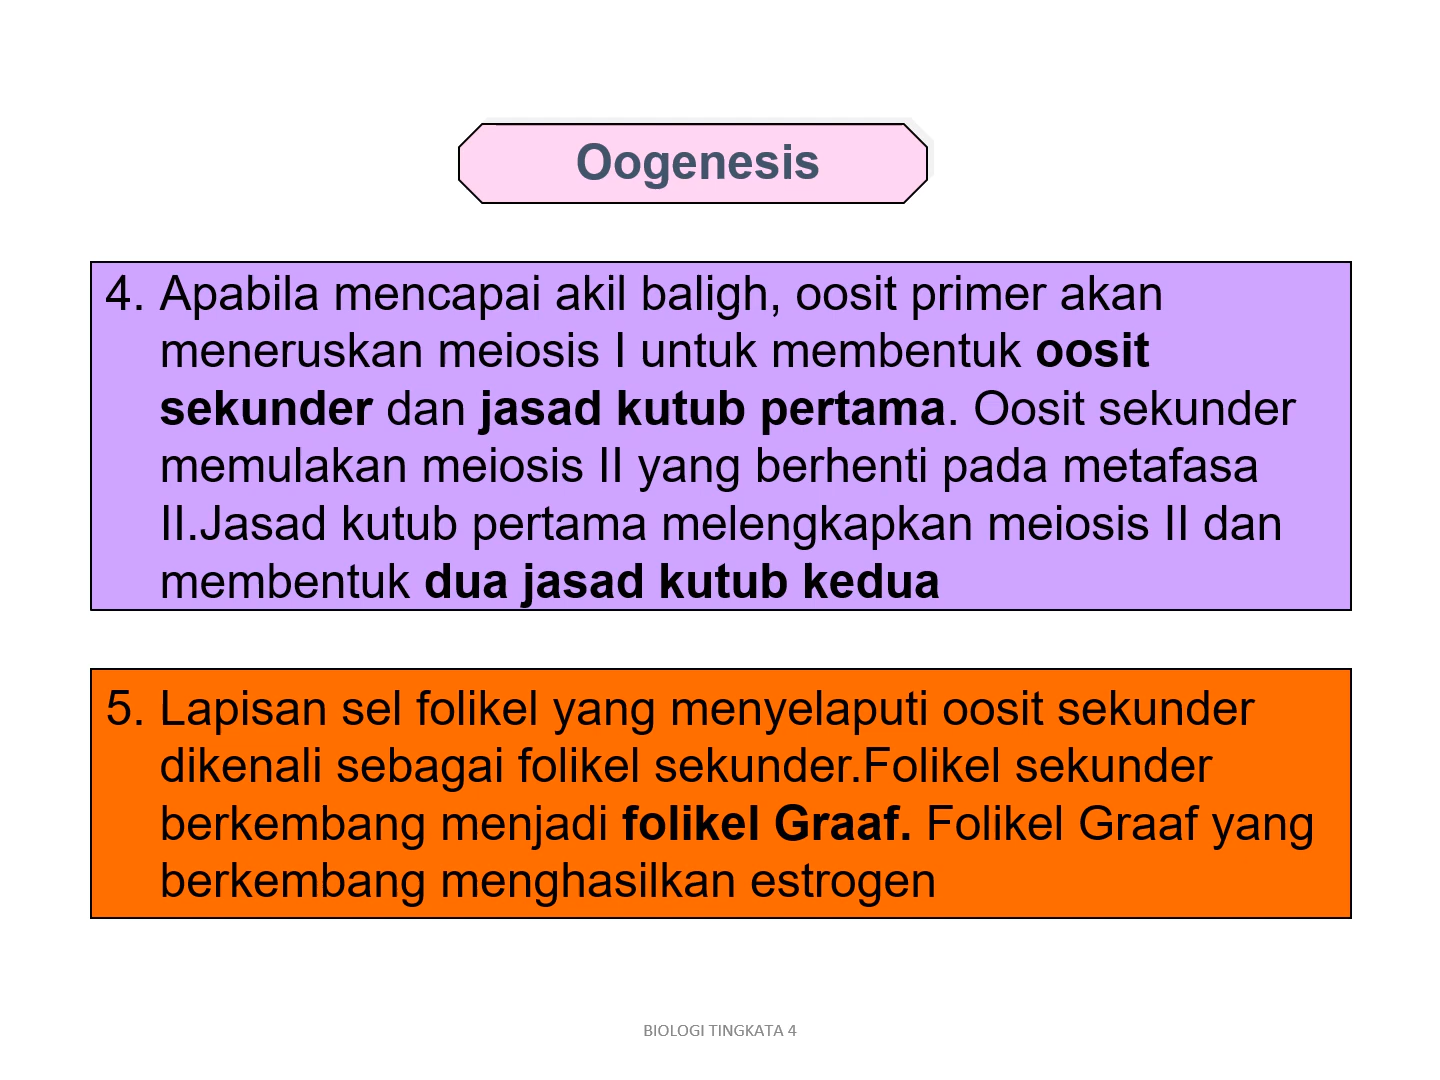 Oogenesis
4. Apabila mencapai akil baligh, oosit primer akan
meneruskan meiosis I untuk membentuk oosit
sekunder dan jasad kutub pertama. Oosit sekunder
memulakan meiosis II yang berhenti pada metafasa
II.Jasad kutub pertama melengkapkan meiosis II dan
membentuk dua jasad kutub kedua
5. Lapisan sel folikel yang menyelaputi oosit sekunder
dikenali sebagai folikel sekunder.Folikel sekunder
berkembang menjadi folikel Graaf. Folikel Graaf yang
berkembang menghasilkan estrogen
BIOLOGI TINGKATA 4